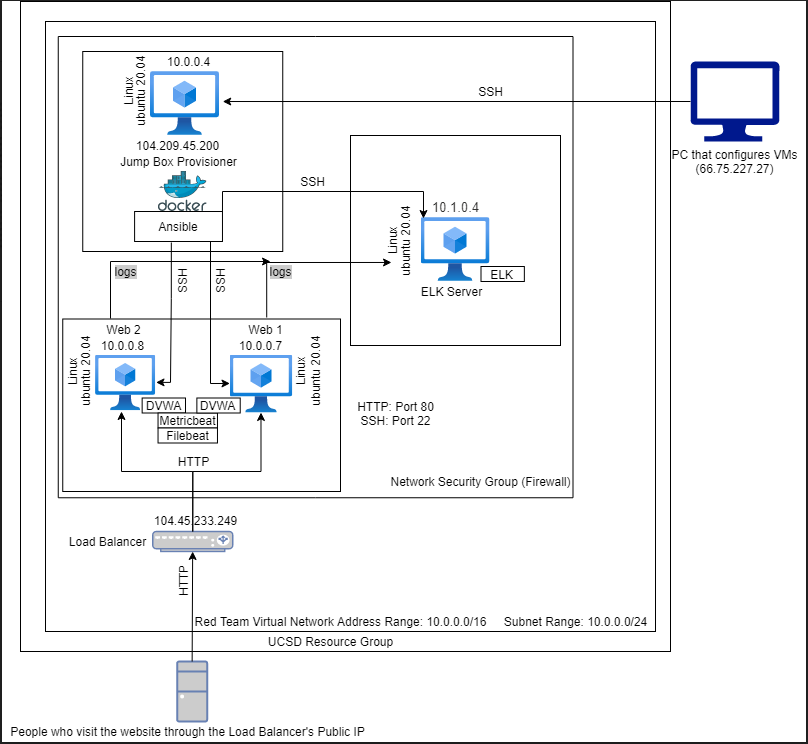 10.0.0.4
Linux
ubuntu 20.04
104.209.45.200
Jump Box Provisioner
docker
Ansible
SSH
PC that configures VMs
(66.75.227.27)
SSH
10.1.0.4
Linux
ubuntu 20.04
ELK
ELK Server
logs
SSH
SSH
logs
Web 2
10.0.0.8
Web 1
10.0.0.7
Linux
ubuntu 20.04
Linux
ubuntu 20.04
DVWA
DVWA
Metricbeat
Filebeat
HTTP
HTTP: Port 80
SSH: Port 22
Network Security Group (Firewall)
104.45.233.249
Load Balancer
HTTP
Red Team Virtual Network Address Range: 10.0.0.0/16 Subnet Range: 10.0.0.0/24
UCSD Resource Group
People who visit the website through the Load Balancer's Public IP